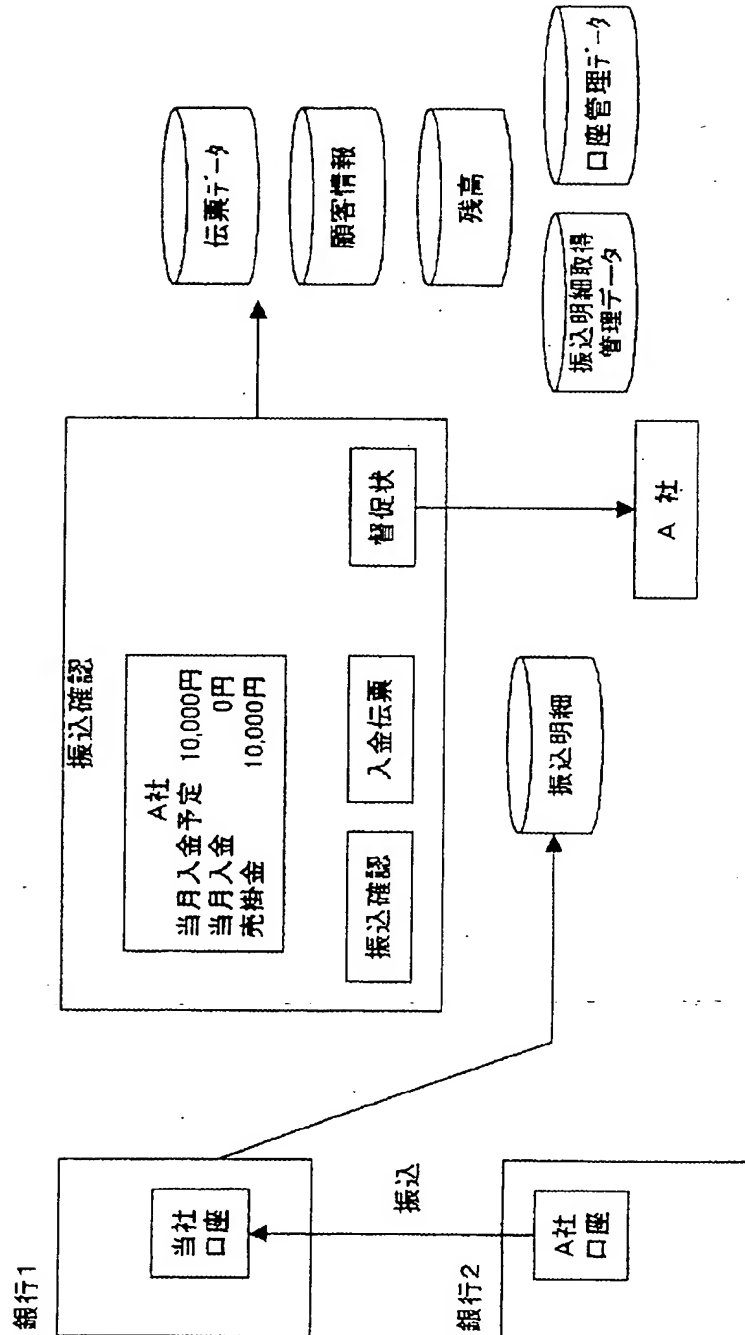 銀行1
当社
口座
振込
銀行2
A社
口座
振込確認
A社
当月入金予定 10,000円
当月入金 0円
売掛金 10,000円
振込確認
入金伝票
督促状
振込明細
A 社
伝票データ
顧客情報
残高
振込明細取得
管理データ
口座管理データ